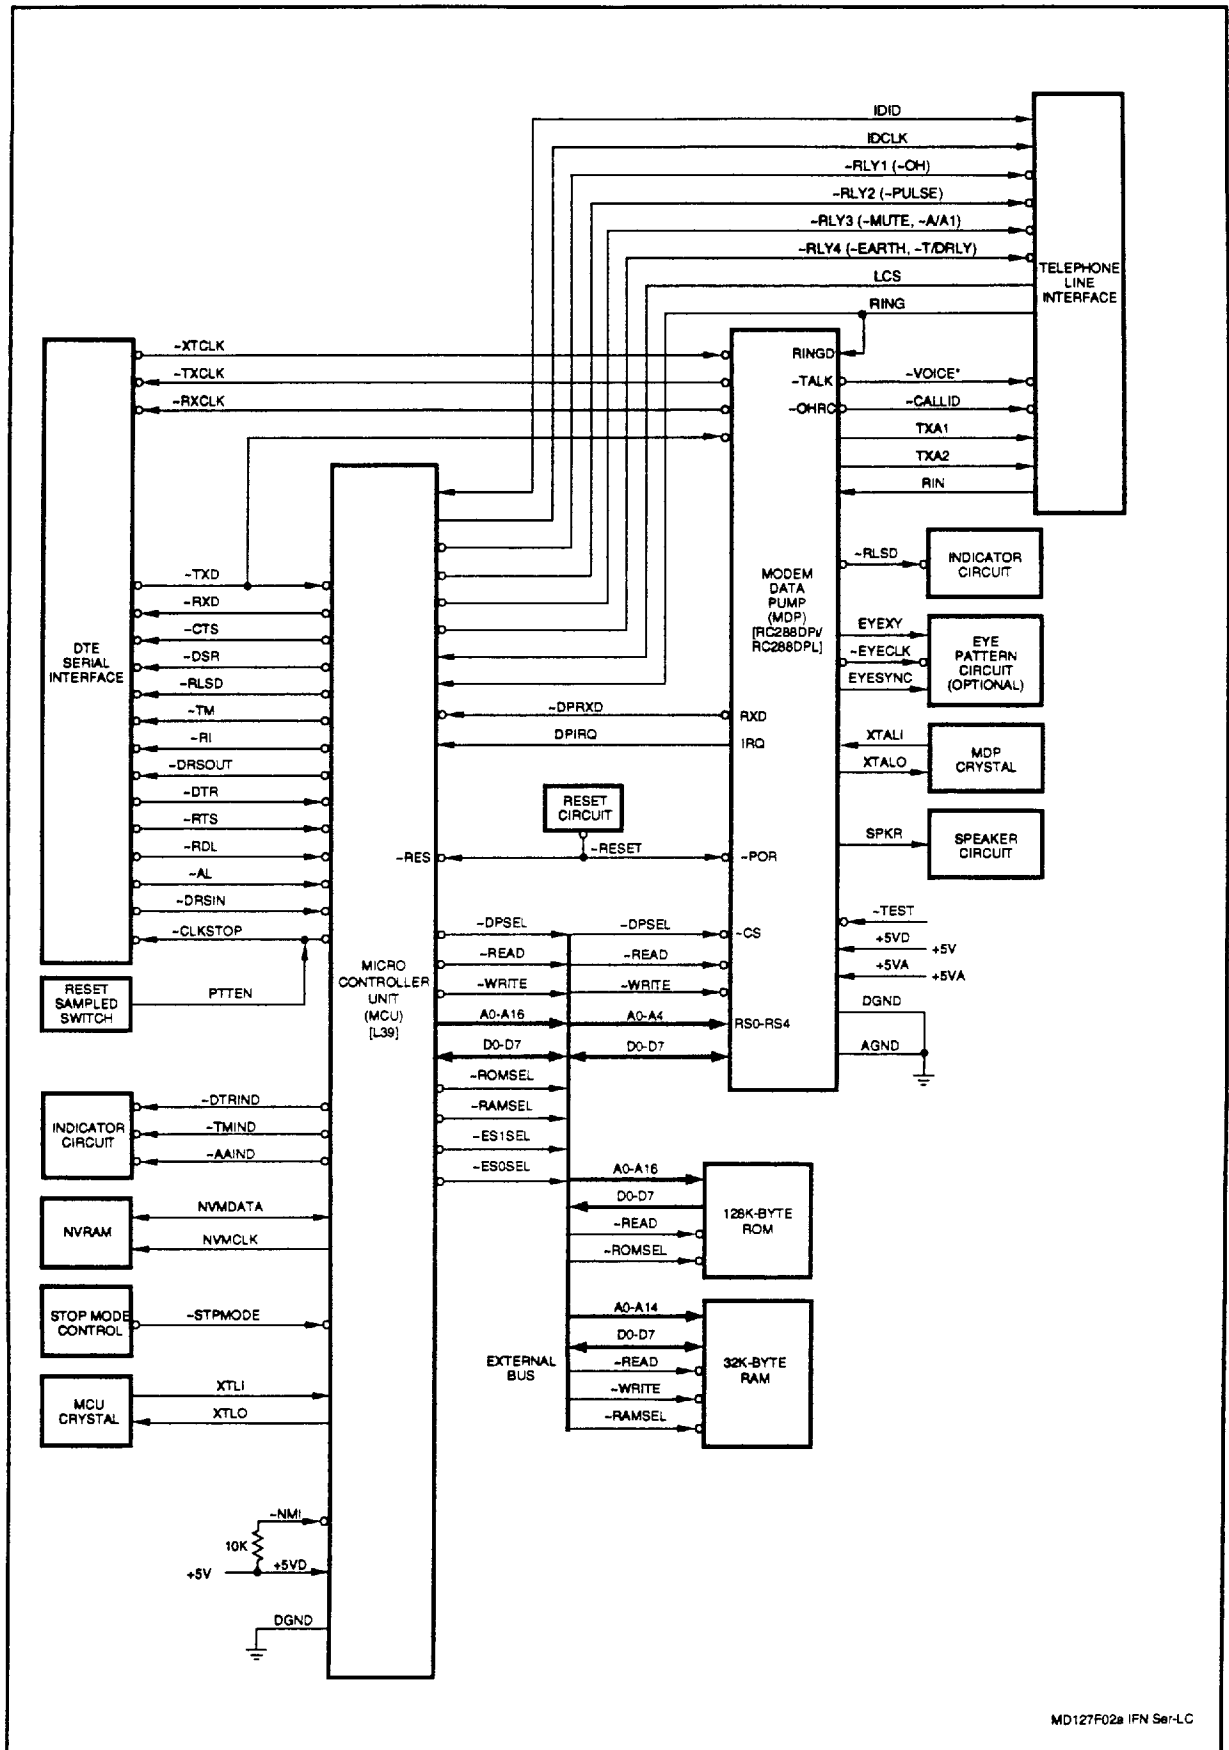 IDID
IDCLK
~RLY1 (~OH)
~RLY2 (~PULSE)
~RLY3 (~MUTE, ~A/A1)
~RLY4 (~EARTH, ~T/DRLY)
LCS
RING
TELEPHONE
LINE
INTERFACE
~XTCLK
~TXCLK
~RXCLK
RINGD
~TALK
~VOICE*
~OHRC
~CALLID
TXA1
TXA2
RIN
~RLSD
INDICATOR
CIRCUIT
MODEM
DATA
PUMP
(MDP)
[RC288DPi/
RC288DPL]
EYEXY
~EYECLK
EYESYNC
EYE
PATTERN
CIRCUIT
(OPTIONAL)
XTALI
XTALO
MDP
CRYSTAL
SPKR
SPEAKER
CIRCUIT
DTE
SERIAL
INTERFACE
~TXD
~RXD
~CTS
~DSR
~RLSD
~TM
~RI
~DRSOUT
~DTR
~RTS
~RDL
~AL
~DRSIN
~CLKSTOP
RESET
SAMPLED
SWITCH
PTTEN
~DPRXD
RXD
DPIRQ
IRQ
RESET
CIRCUIT
~RES
~RESET
~POR
~TEST
+5VD
+5V
+5VA
+5VA
DGND
AGND
MICRO
CONTROLLER
UNIT
(MCU)
[L39]
~DPSEL
~DPSEL
~CS
~READ
~READ
~WRITE
~WRITE
A0-A16
A0-A4
RS0-RS4
D0-D7
D0-D7
~ROMSEL
~RAMSEL
~ES1SEL
~ES0SEL
INDICATOR
CIRCUIT
~DTRIND
~TMIND
~AAIND
NVRAM
NVMDATA
NVMCLK
STOP MODE
CONTROL
~STPMODE
MCU
CRYSTAL
XTLI
XTLO
A0-A16
D0-D7
~READ
~ROMSEL
128K-BYTE
ROM
A0-A14
D0-D7
~READ
~WRITE
~RAMSEL
32K-BYTE
RAM
EXTERNAL
BUS
~NMI
10K
+5V
+5VD
DGND
MD127F02a IFN Ser-LC